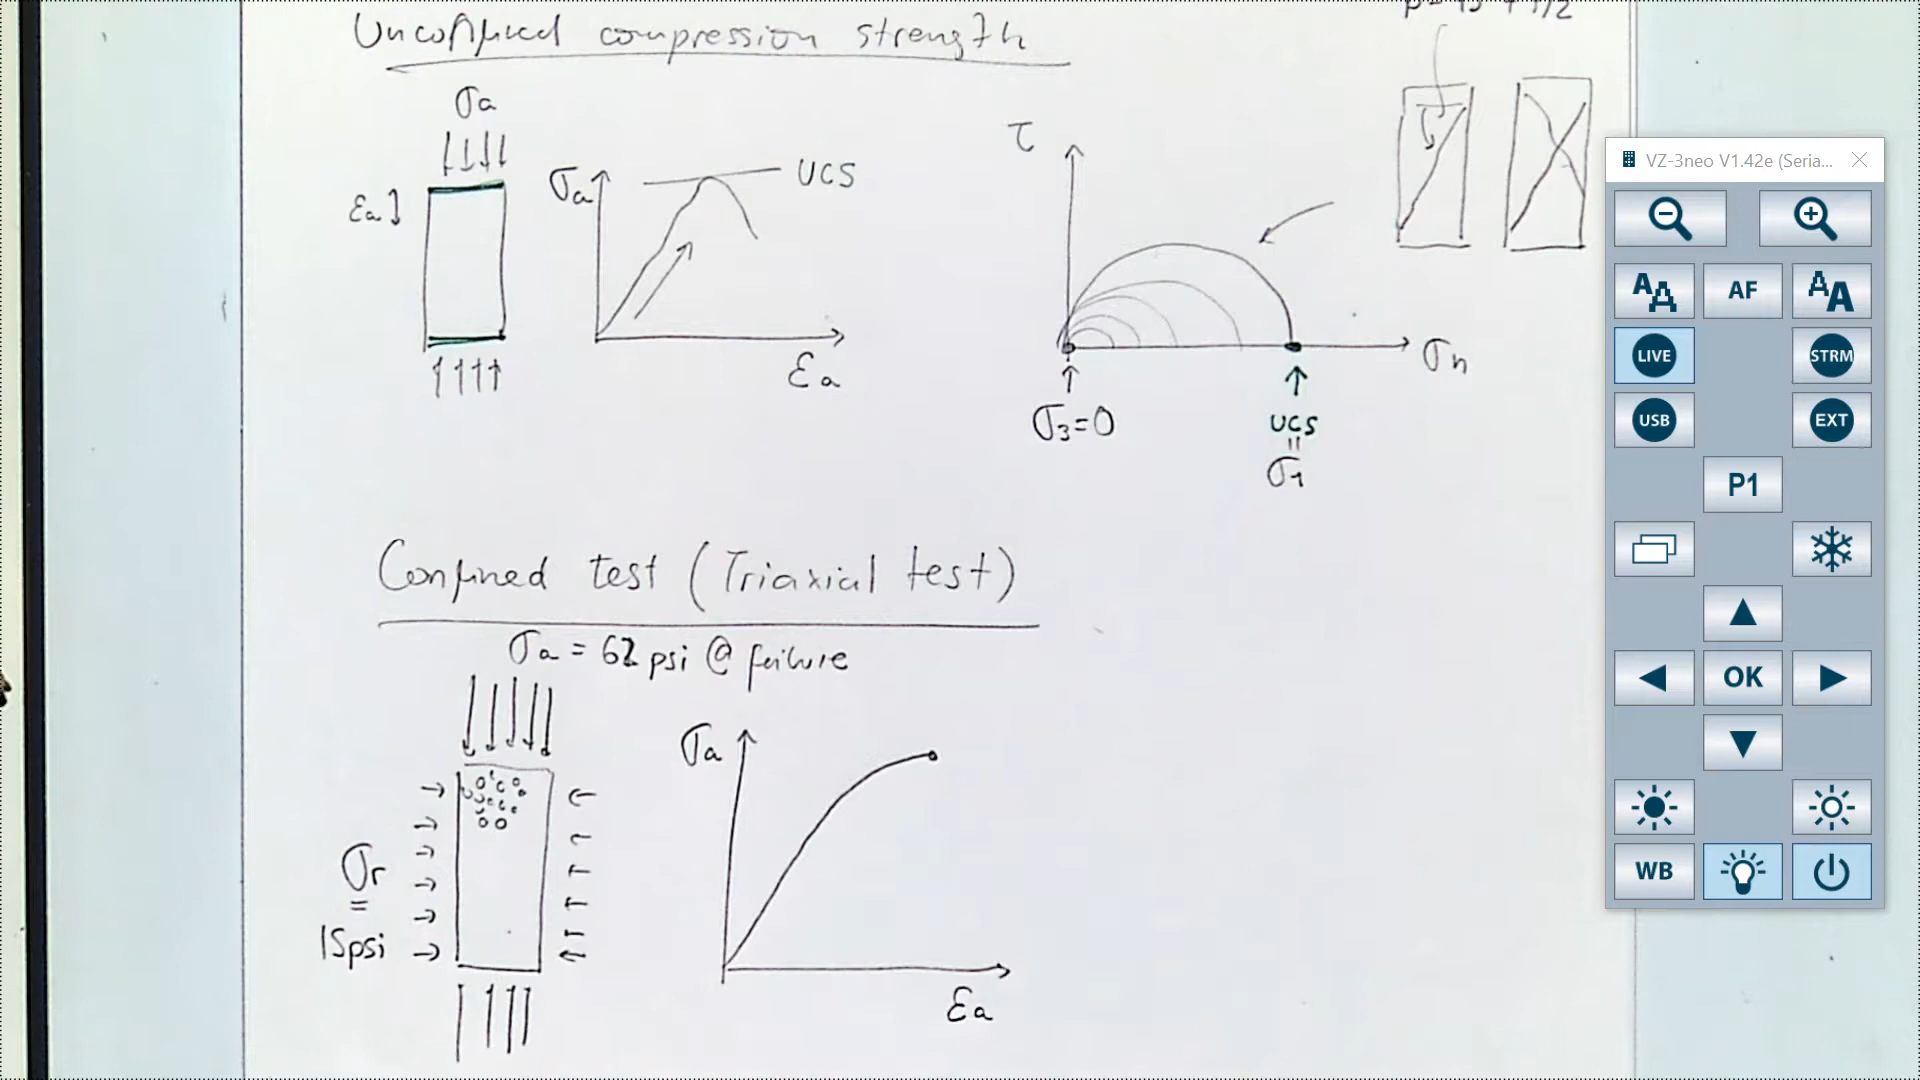 Unconfined compression strength
σa
τ
εa
σa
UCS
εa
σn
σ3=0
UCS
=
σ1
Confined test (Triaxial test)
σa = 62 psi @ failure
σa
σr
=
15psi
εa
VZ-3neo V1.42e (Seria...
AA
AF
AA
LIVE
STRM
USB
EXT
P1
OK
WB